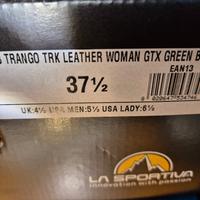 TRANGO TRK LEATHER WOMAN GTX GREEN B
EAN13
37½
UK:4½ USA MEN:5½ USA LADY:6½
LA SPORTIVA
innovation with passion